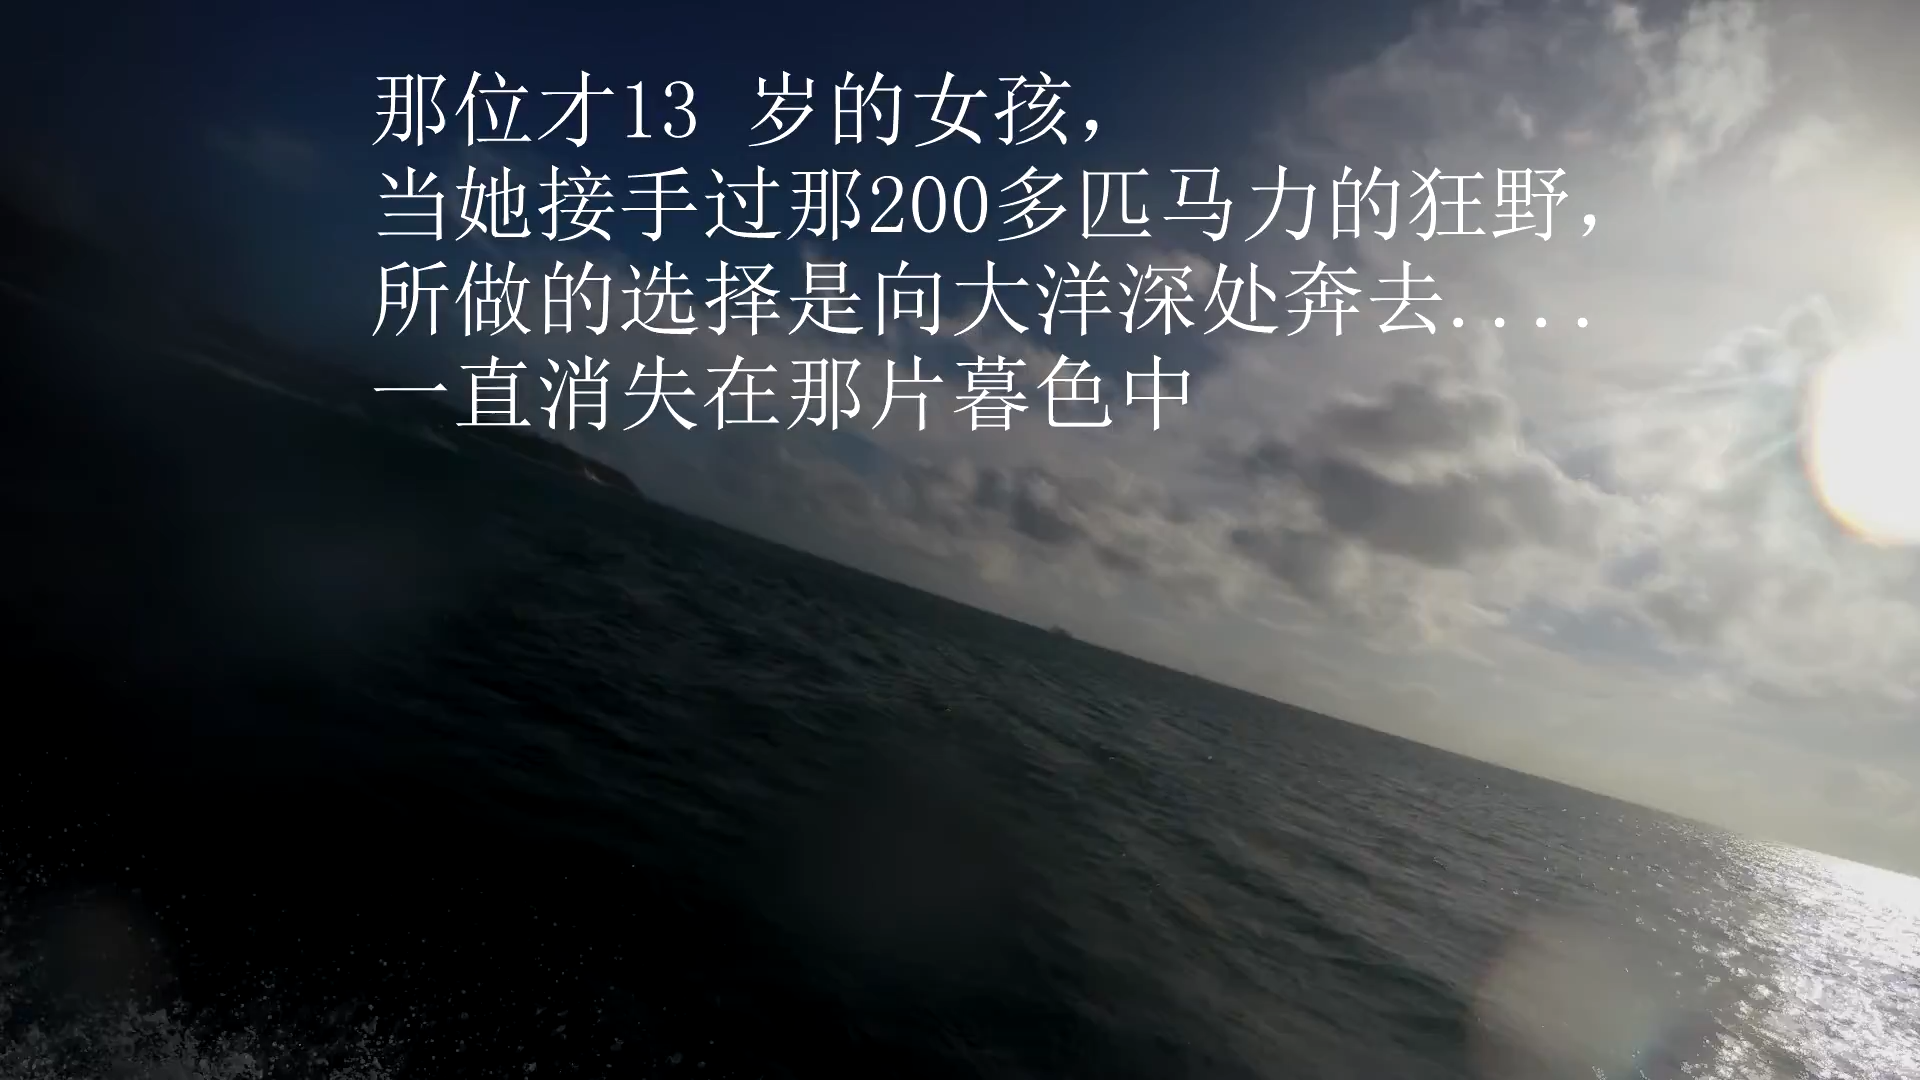 那位才13 岁的女孩，
当她接手过那200多匹马力的狂野，
所做的选择是向大洋深处奔去....
一直消失在那片暮色中